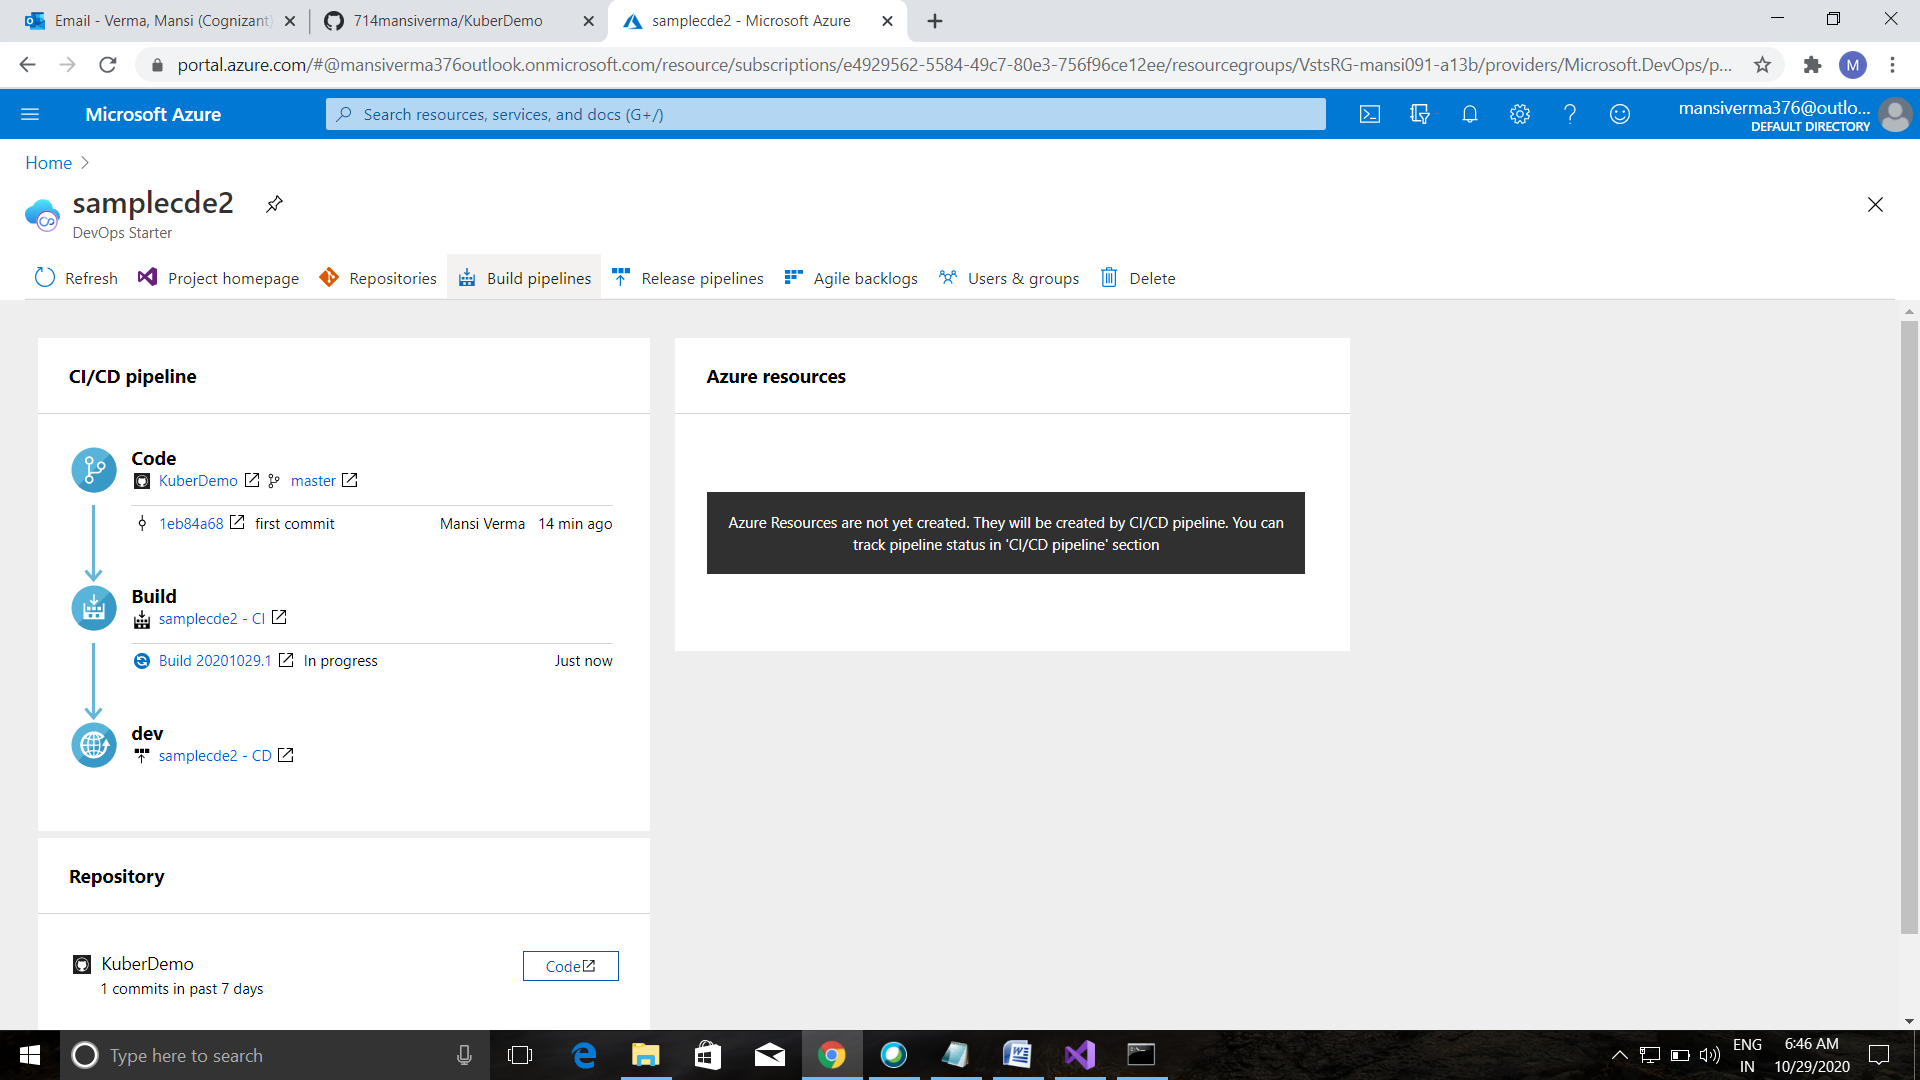 Email - Verma, Mansi (Cognizant)
714mansiverma/KuberDemo
samplecde2 - Microsoft Azure
portal.azure.com/#@mansiverma376outlook.onmicrosoft.com/resource/subscriptions/e4929562-5584-49c7-80e3-756f96ce12ee/resourcegroups/VstsRG-mansi091-a13b/providers/Microsoft.DevOps/p...
M
Microsoft Azure
Search resources, services, and docs (G+/)
mansiverma376@outlo...
DEFAULT DIRECTORY
Home
samplecde2
DevOps Starter
Refresh
Project homepage
Repositories
Build pipelines
Release pipelines
Agile backlogs
Users & groups
Delete
CI/CD pipeline
Code
KuberDemo master
1eb84a68 first commit Mansi Verma 14 min ago
Build
samplecde2 - CI
Build 20201029.1 In progress Just now
dev
samplecde2 - CD
Azure resources
Azure Resources are not yet created. They will be created by CI/CD pipeline. You can
track pipeline status in 'CI/CD pipeline' section
Repository
KuberDemo
1 commits in past 7 days
Code
Type here to search
ENG
IN
6:46 AM
10/29/2020